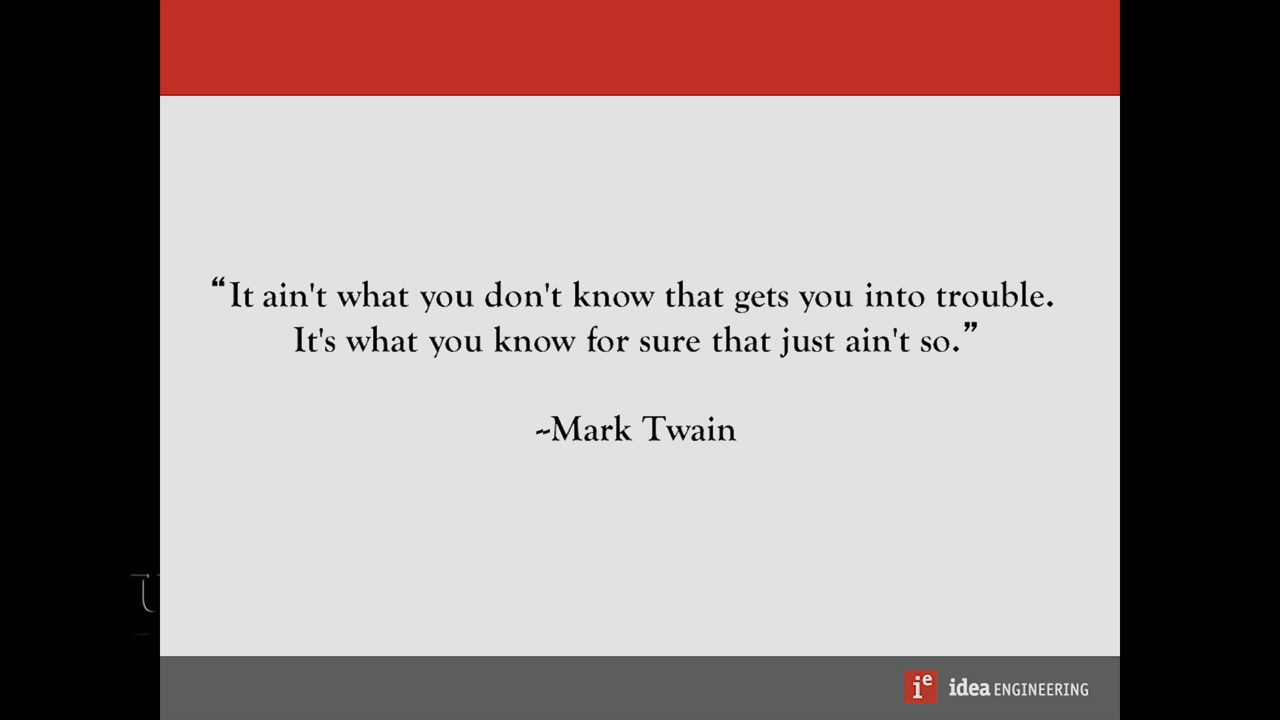 “It ain't what you don't know that gets you into trouble.
It's what you know for sure that just ain't so.”
~Mark Twain
ie idea ENGINEERING